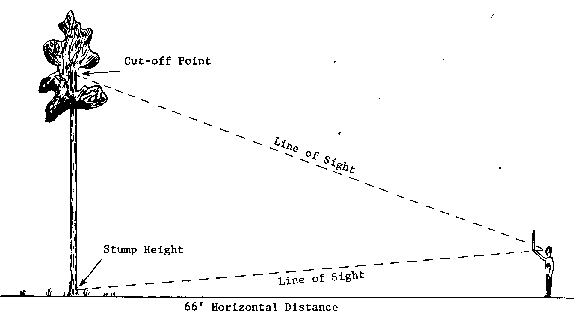 Cut-off Point
Line of Sight
Stump Height
Line of Sight
66' Horizontal Distance